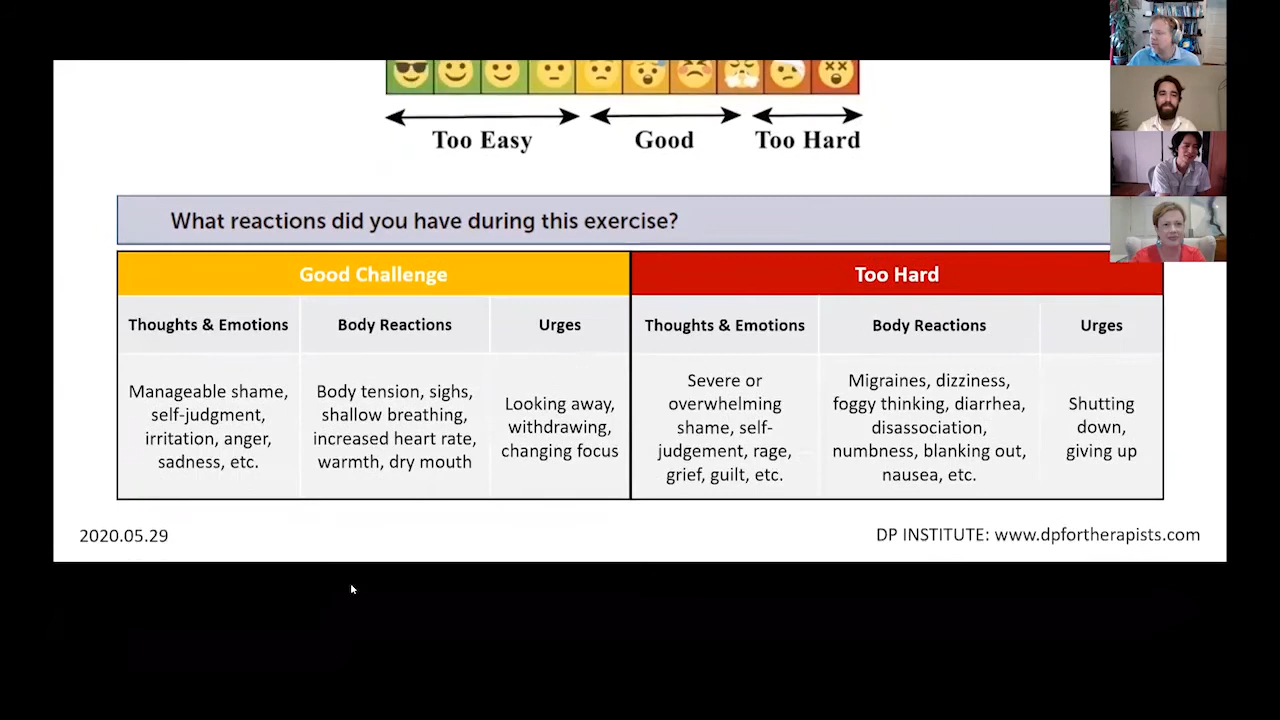 Too Easy
Good
Too Hard
What reactions did you have during this exercise?
Good Challenge
Too Hard
Thoughts & Emotions
Body Reactions
Urges
Thoughts & Emotions
Body Reactions
Urges
Manageable shame,
self-judgment,
irritation, anger,
sadness, etc.
Body tension, sighs,
shallow breathing,
increased heart rate,
warmth, dry mouth
Looking away,
withdrawing,
changing focus
Severe or
overwhelming
shame, self-
judgement, rage,
grief, guilt, etc.
Migraines, dizziness,
foggy thinking, diarrhea,
disassociation,
numbness, blanking out,
nausea, etc.
Shutting
down,
giving up
2020.05.29
DP INSTITUTE: www.dpfortherapists.com